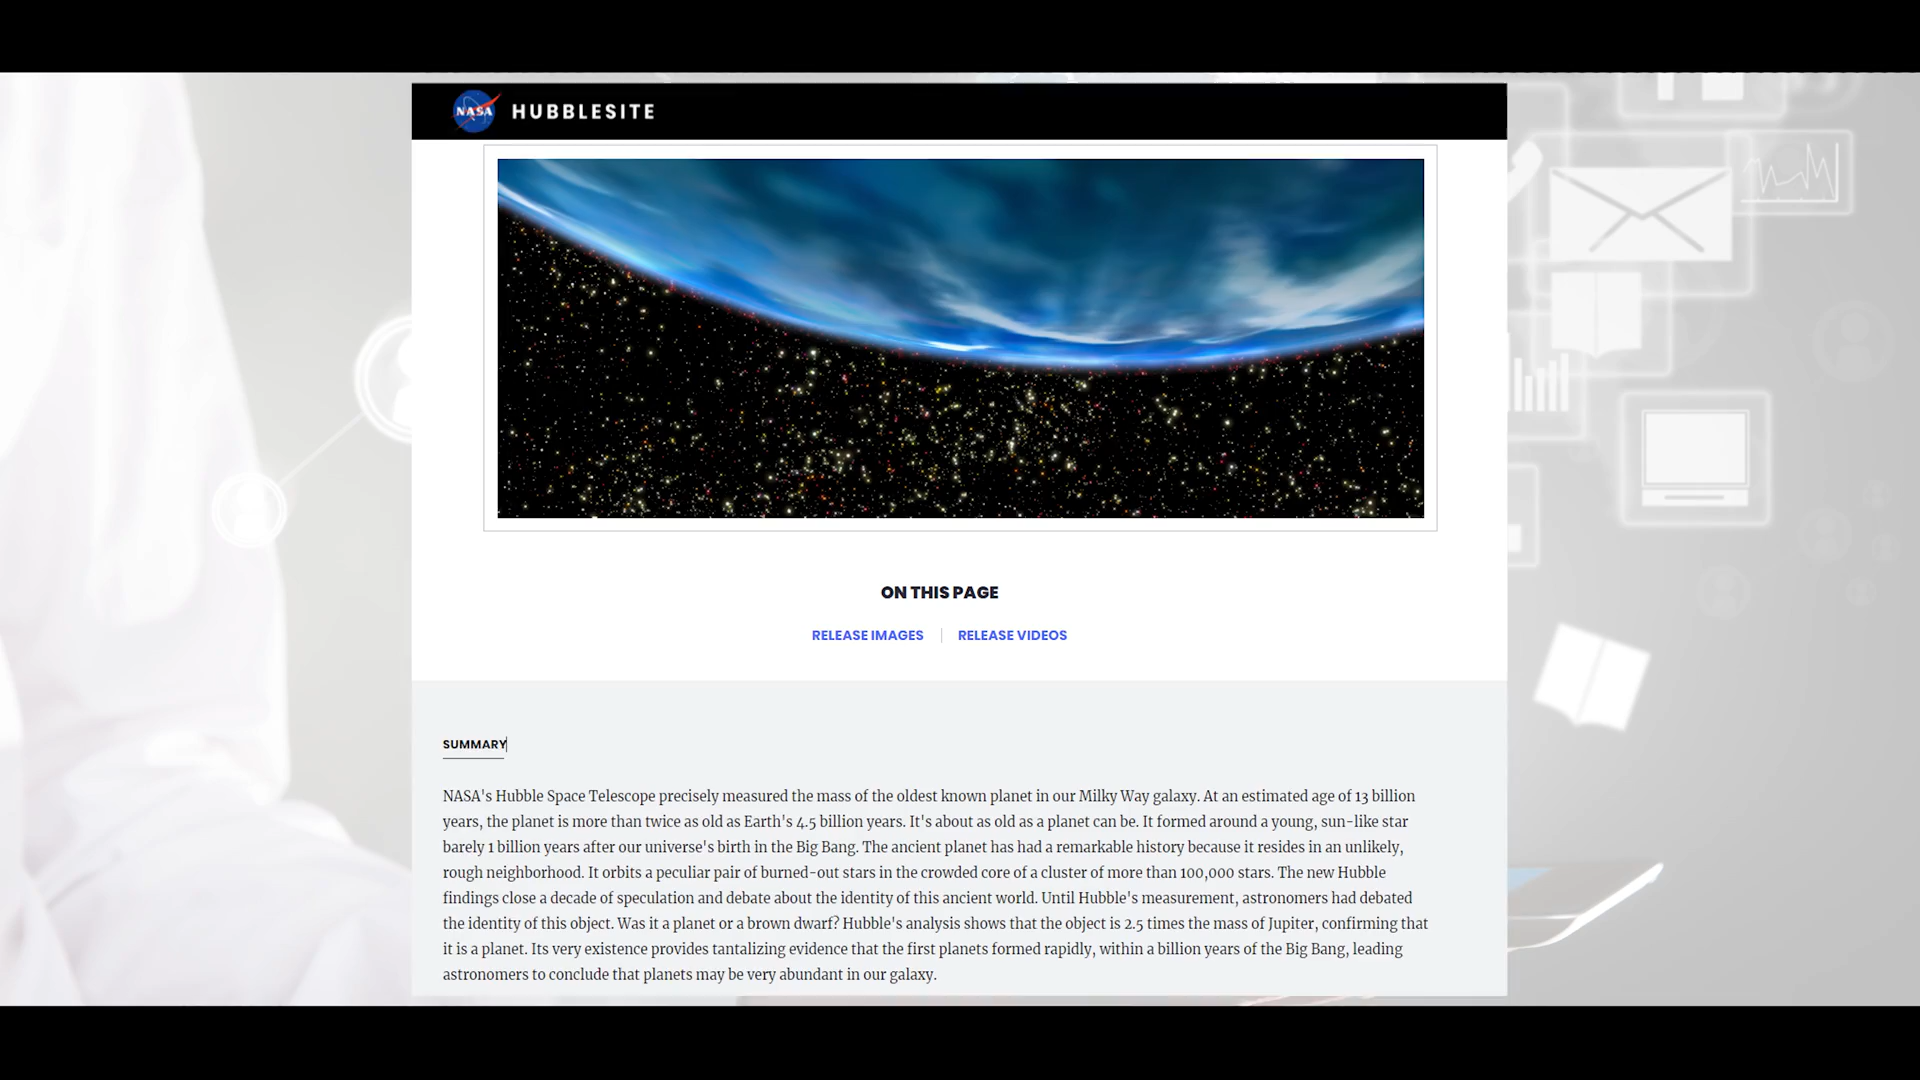 NASA HUBBLESITE
ON THIS PAGE
RELEASE IMAGES | RELEASE VIDEOS
SUMMARY
NASA's Hubble Space Telescope precisely measured the mass of the oldest known planet in our Milky Way galaxy. At an estimated age of 13 billion
years, the planet is more than twice as old as Earth's 4.5 billion years. It's about as old as a planet can be. It formed around a young, sun-like star
barely 1 billion years after our universe's birth in the Big Bang. The ancient planet has had a remarkable history because it resides in an unlikely,
rough neighborhood. It orbits a peculiar pair of burned-out stars in the crowded core of a cluster of more than 100,000 stars. The new Hubble
findings close a decade of speculation and debate about the identity of this ancient world. Until Hubble's measurement, astronomers had debated
the identity of this object. Was it a planet or a brown dwarf? Hubble's analysis shows that the object is 2.5 times the mass of Jupiter, confirming that
it is a planet. Its very existence provides tantalizing evidence that the first planets formed rapidly, within a billion years of the Big Bang, leading
astronomers to conclude that planets may be very abundant in our galaxy.